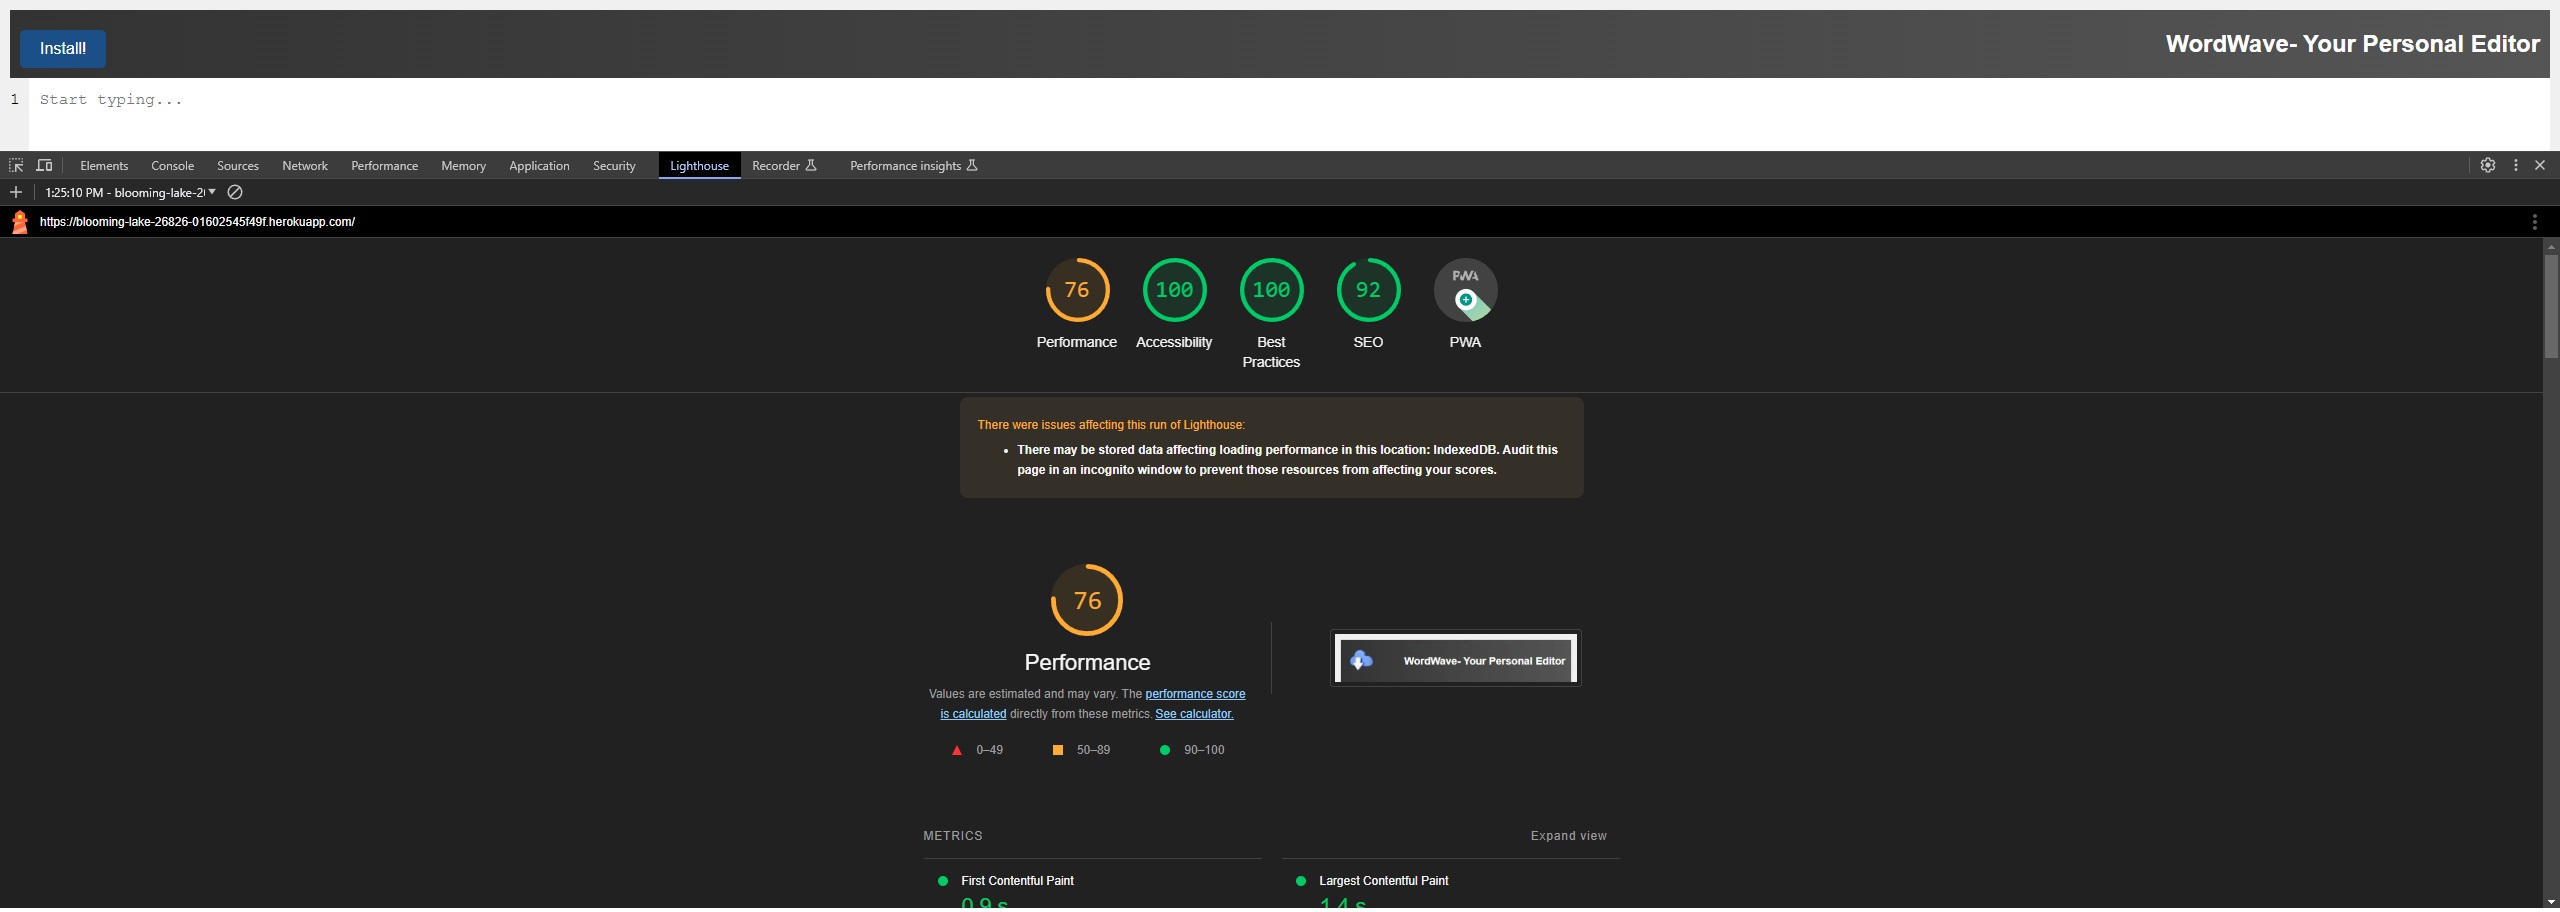 Install!
WordWave- Your Personal Editor
1 Start typing...
Elements Console Sources Network Performance Memory Application Security Lighthouse Recorder Performance insights
1:25:10 PM - blooming-lake-2
https://blooming-lake-26826-01602545f49f.herokuapp.com/
76 100 100 92 PWA
Performance Accessibility Best Practices SEO PWA
There were issues affecting this run of Lighthouse:
There may be stored data affecting loading performance in this location: IndexedDB. Audit this
page in an incognito window to prevent those resources from affecting your scores.
76
Performance
WordWave- Your Personal Editor
Values are estimated and may vary. The performance score
is calculated directly from these metrics. See calculator.
0–49 50–89 90–100
METRICS Expand view
First Contentful Paint Largest Contentful Paint
0.9 s 1.4 s